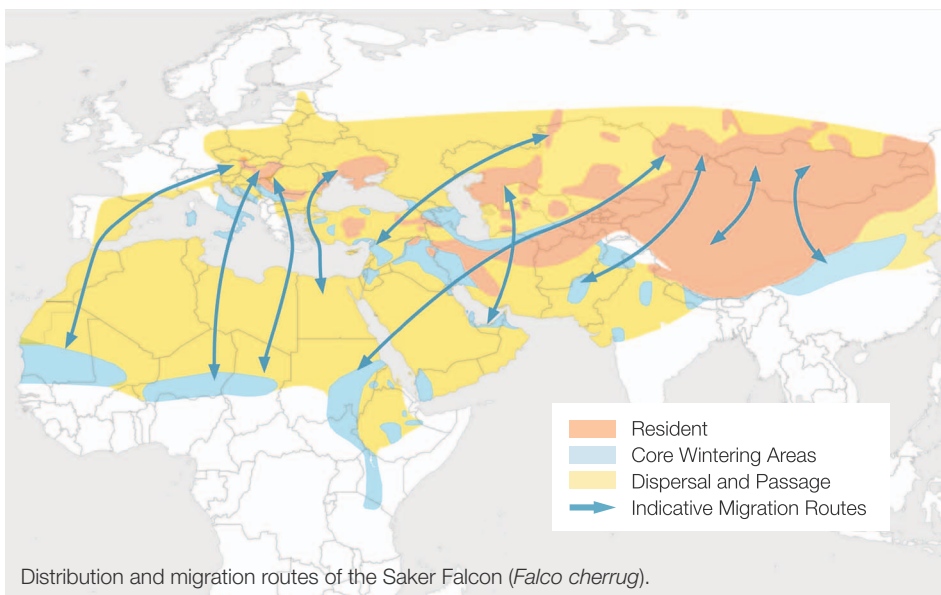 Resident
Core Wintering Areas
Dispersal and Passage
Indicative Migration Routes
Distribution and migration routes of the Saker Falcon (Falco cherrug).